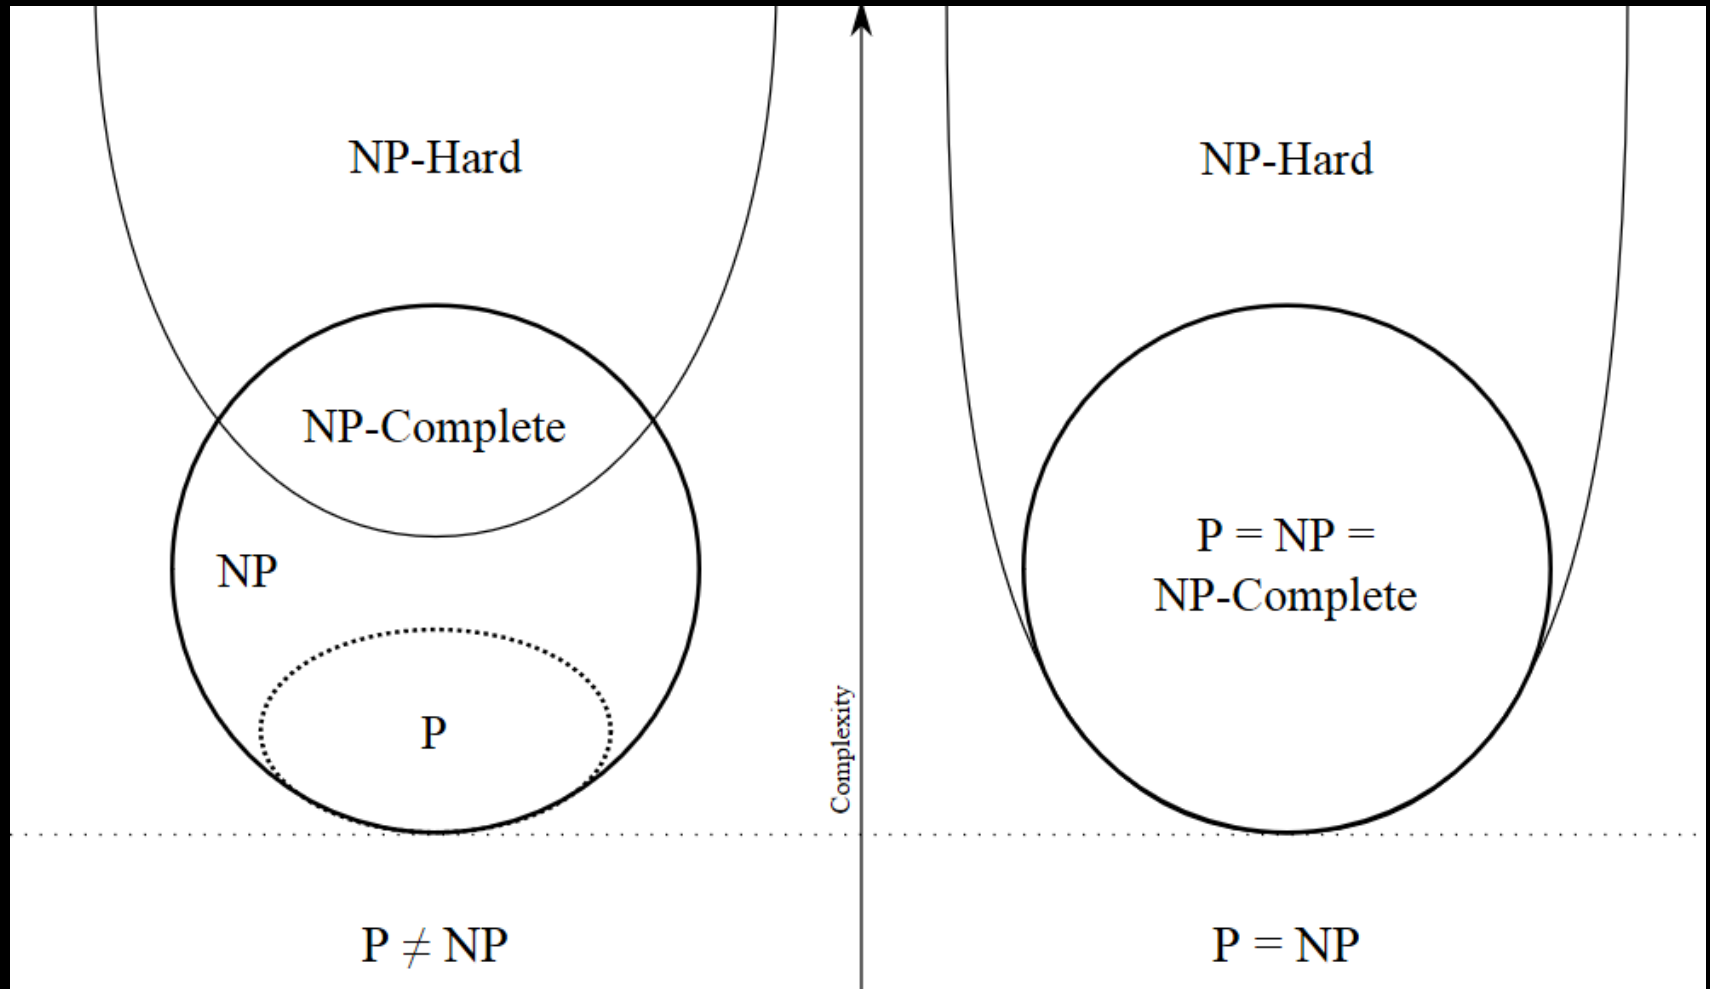 NP-Hard
NP-Complete
NP
P
P ≠ NP
Complexity
NP-Hard
P = NP =
NP-Complete
P = NP